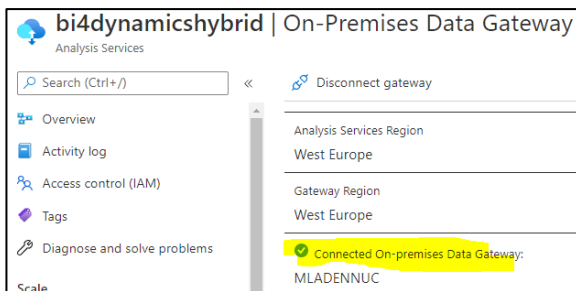 bi4dynamicshybrid | On-Premises Data Gateway
Analysis Services
Search (Ctrl+/)
«
Disconnect gateway
Overview
Activity log
Access control (IAM)
Tags
Diagnose and solve problems
Scale
Analysis Services Region
West Europe
Gateway Region
West Europe
Connected On-premises Data Gateway:
MLADENNUC